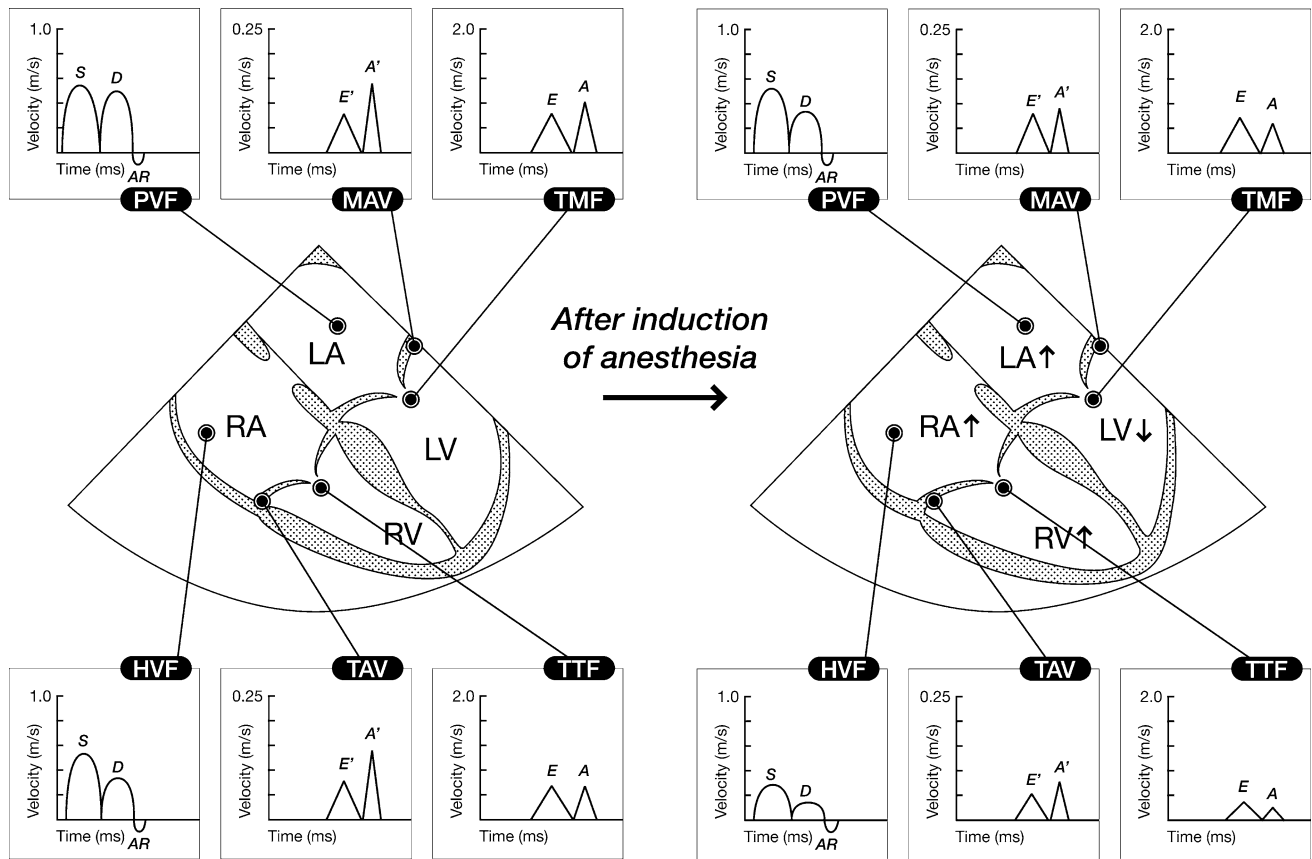 1.0
Velocity (m/s)
S
D
AR
Time (ms)
PVF
0.25
Velocity (m/s)
E'
A'
Time (ms)
MAV
2.0
Velocity (m/s)
E
A
Time (ms)
TMF
1.0
Velocity (m/s)
S
D
AR
Time (ms)
PVF
0.25
Velocity (m/s)
E'
A'
Time (ms)
MAV
2.0
Velocity (m/s)
E
A
Time (ms)
TMF
LA
RA
LV
RV
After induction
of anesthesia
LA↑
RA↑
LV↓
RV↑
HVF
1.0
Velocity (m/s)
S
D
AR
Time (ms)
TAV
0.25
Velocity (m/s)
E'
A'
Time (ms)
TTF
2.0
Velocity (m/s)
E
A
Time (ms)
HVF
1.0
Velocity (m/s)
S
D
AR
Time (ms)
TAV
0.25
Velocity (m/s)
E'
A'
Time (ms)
TTF
2.0
Velocity (m/s)
E
A
Time (ms)